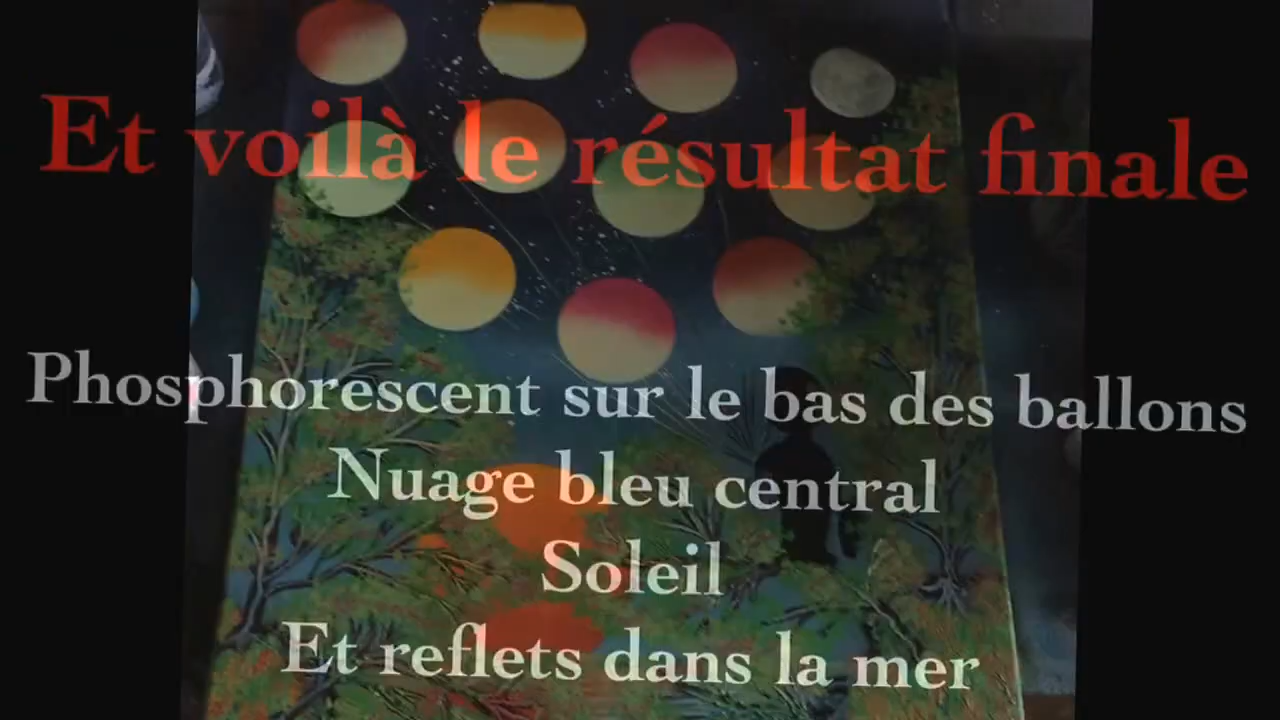 Et voilà le résultat finale
Phosphorescent sur le bas des ballons
Nuage bleu central
Soleil
Et reflets dans la mer